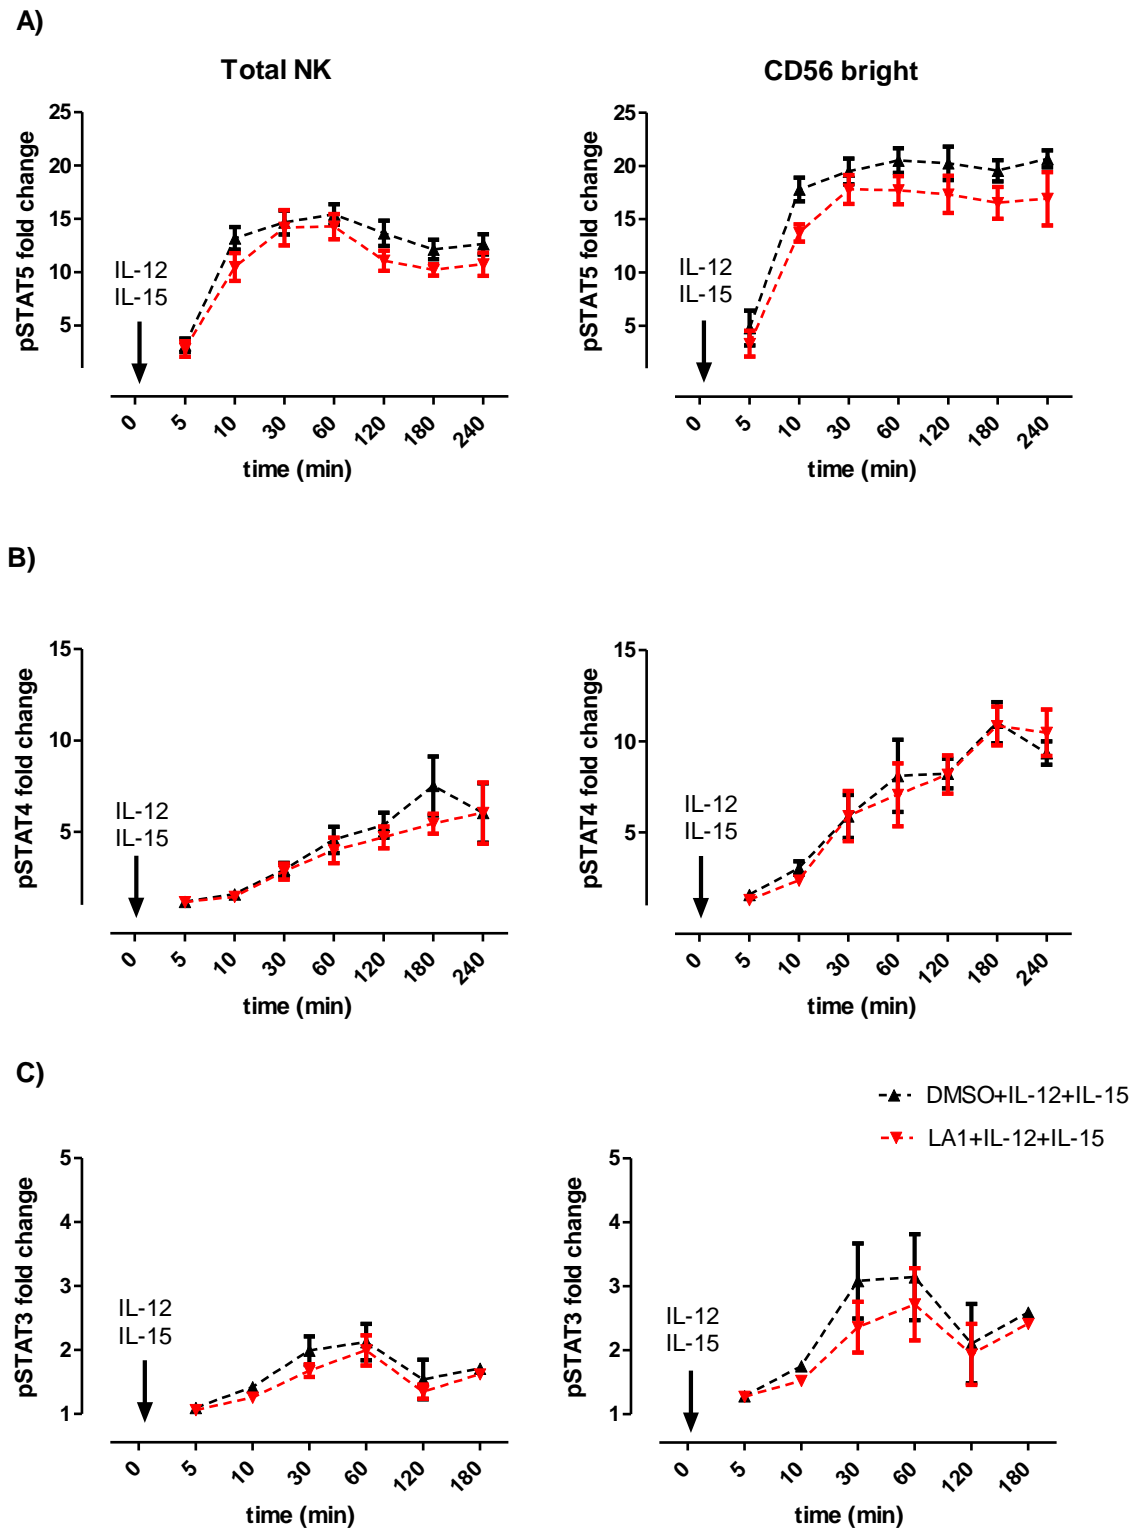 A)
Total NK
CD56 bright
pSTAT5 fold change
25
20
15
10
5
IL-12
IL-15
0
5
10
30
60
120
180
240
time (min)
pSTAT5 fold change
25
20
15
10
5
IL-12
IL-15
0
5
10
30
60
120
180
240
time (min)
B)
pSTAT4 fold change
15
10
5
IL-12
IL-15
0
5
10
30
60
120
180
240
time (min)
pSTAT4 fold change
15
10
5
IL-12
IL-15
0
5
10
30
60
120
180
240
time (min)
C)
DMSO+IL-12+IL-15
LA1+IL-12+IL-15
pSTAT3 fold change
5
4
3
2
1
IL-12
IL-15
0
5
10
30
60
120
180
time (min)
pSTAT3 fold change
5
4
3
2
1
IL-12
IL-15
0
5
10
30
60
120
180
time (min)